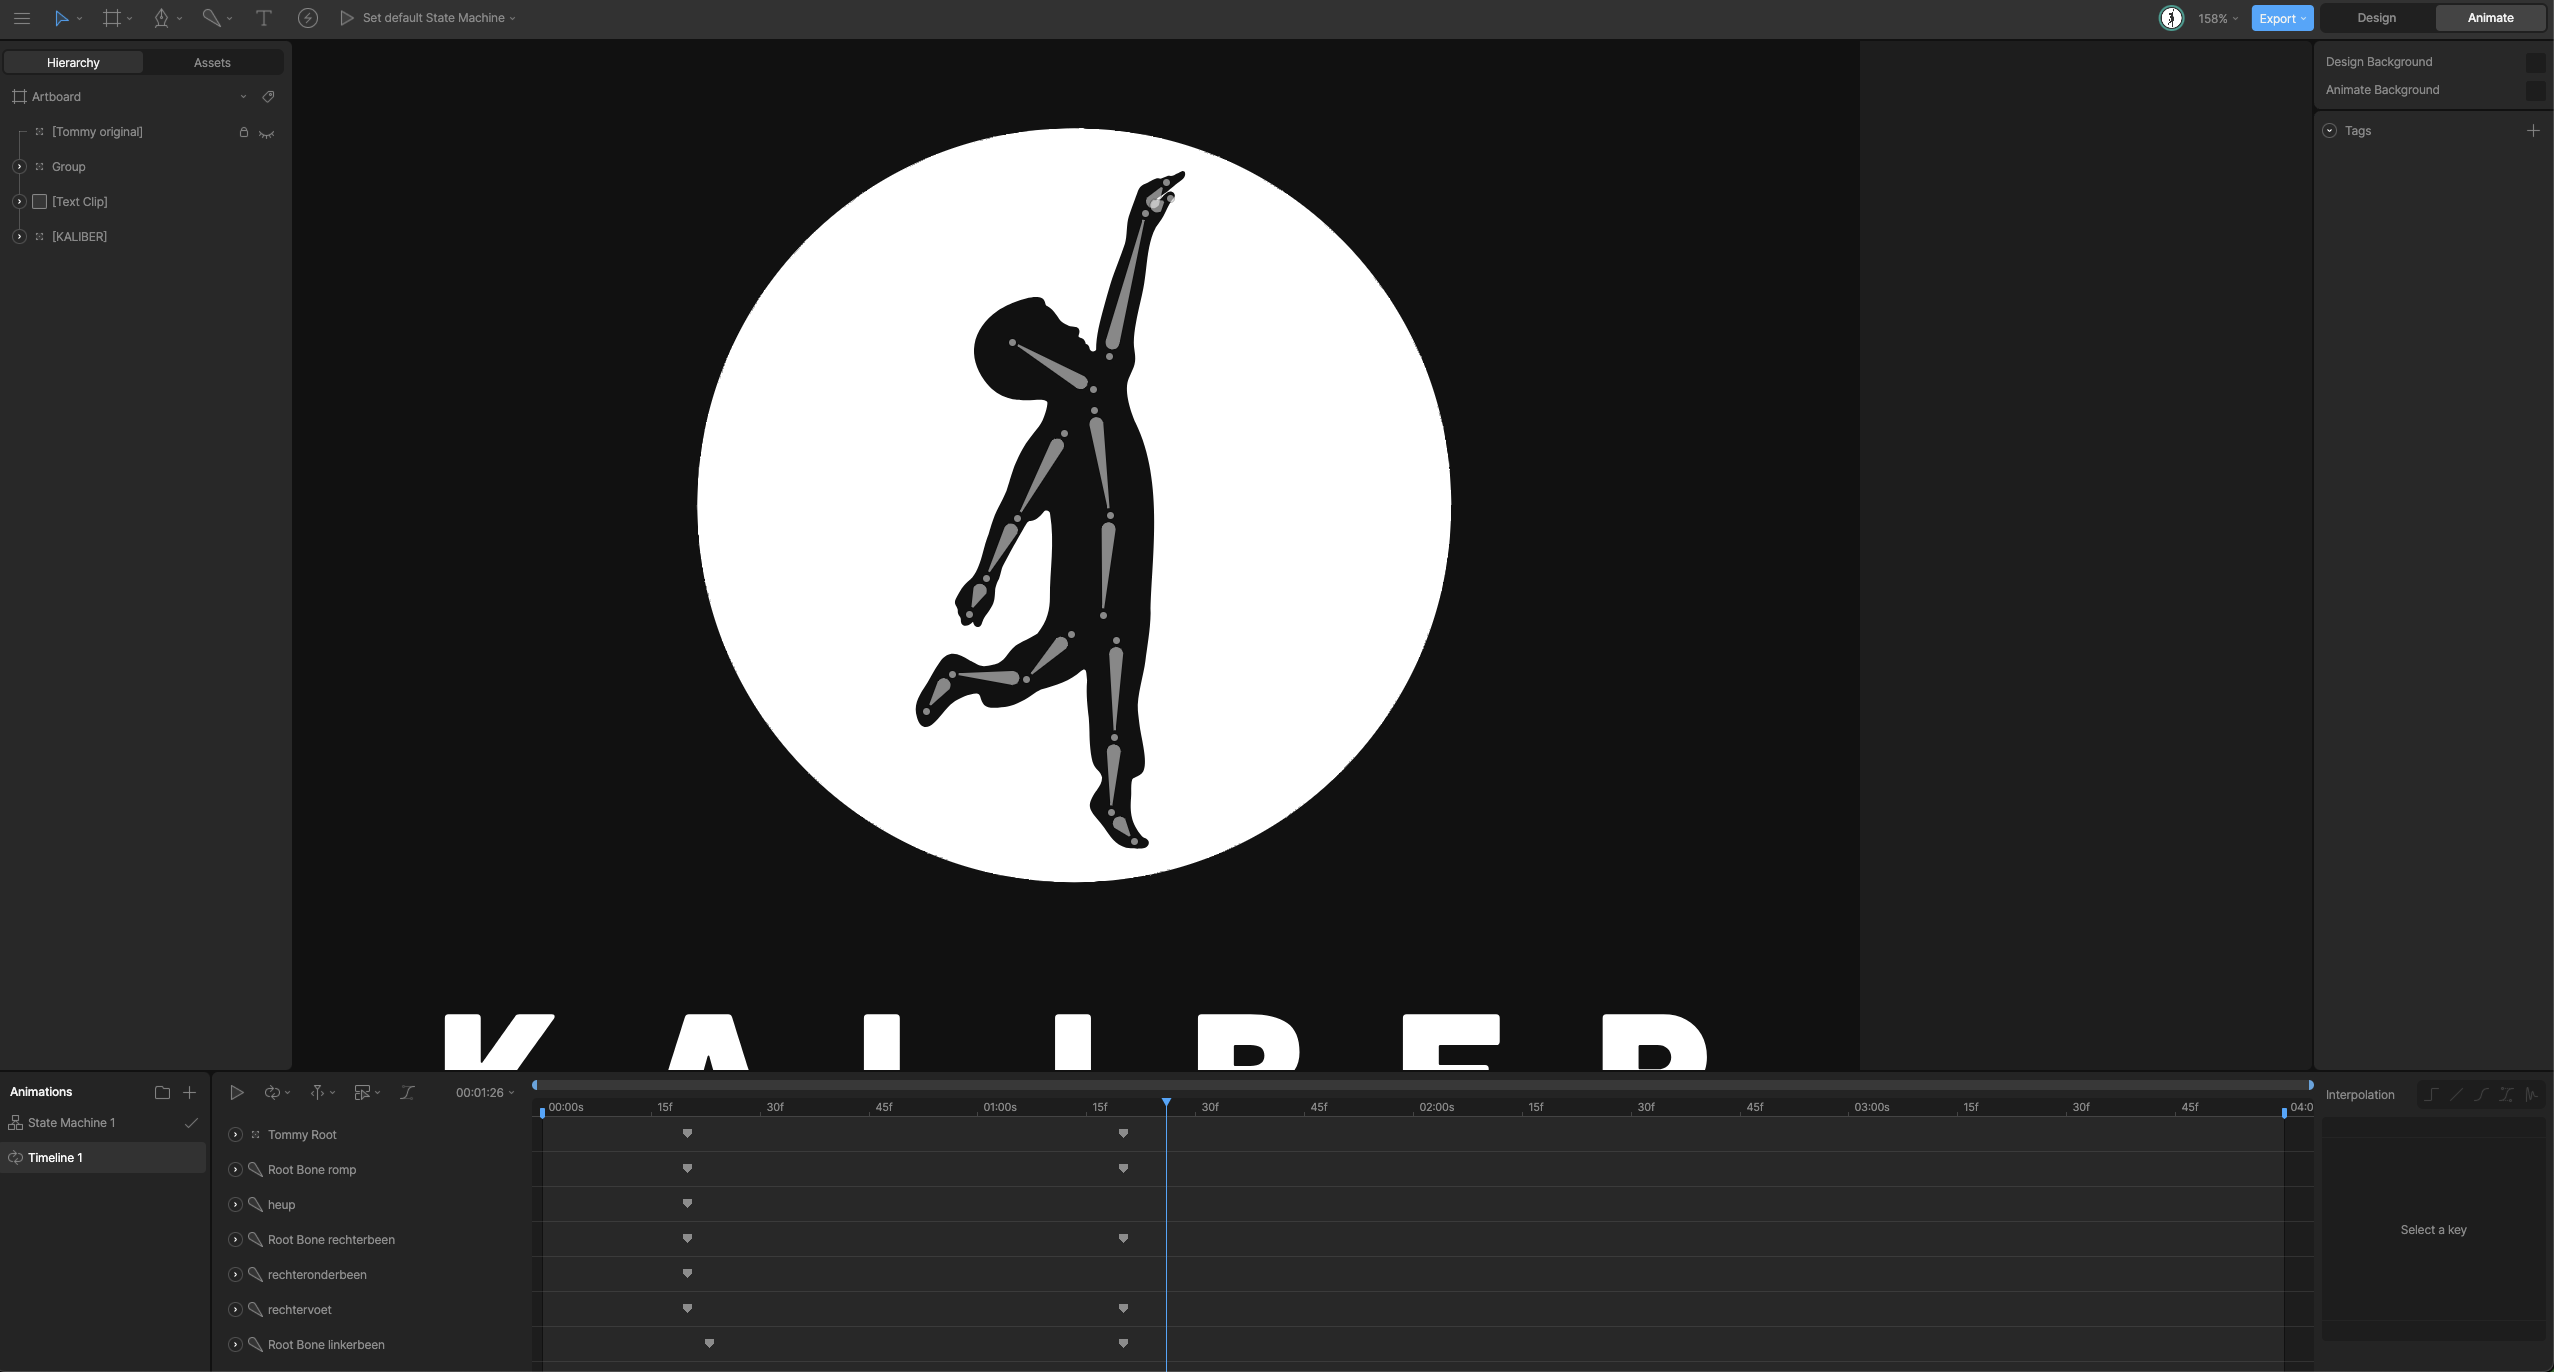 Set default State Machine
158%
Export
Design
Animate
Hierarchy
Assets
Artboard
[Tommy original]
Group
[Text Clip]
[KALIBER]
Design Background
Animate Background
Tags
KALIBER
Animations
State Machine 1
Timeline 1
00:01:26
00:00s 15f 30f 45f 01:00s 15f 30f 45f 02:00s 15f 30f 45f 03:00s 15f 30f 45f 04:0
Tommy Root
Root Bone romp
heup
Root Bone rechterbeen
rechteronderbeen
rechtervoet
Root Bone linkerbeen
Interpolation
Select a key